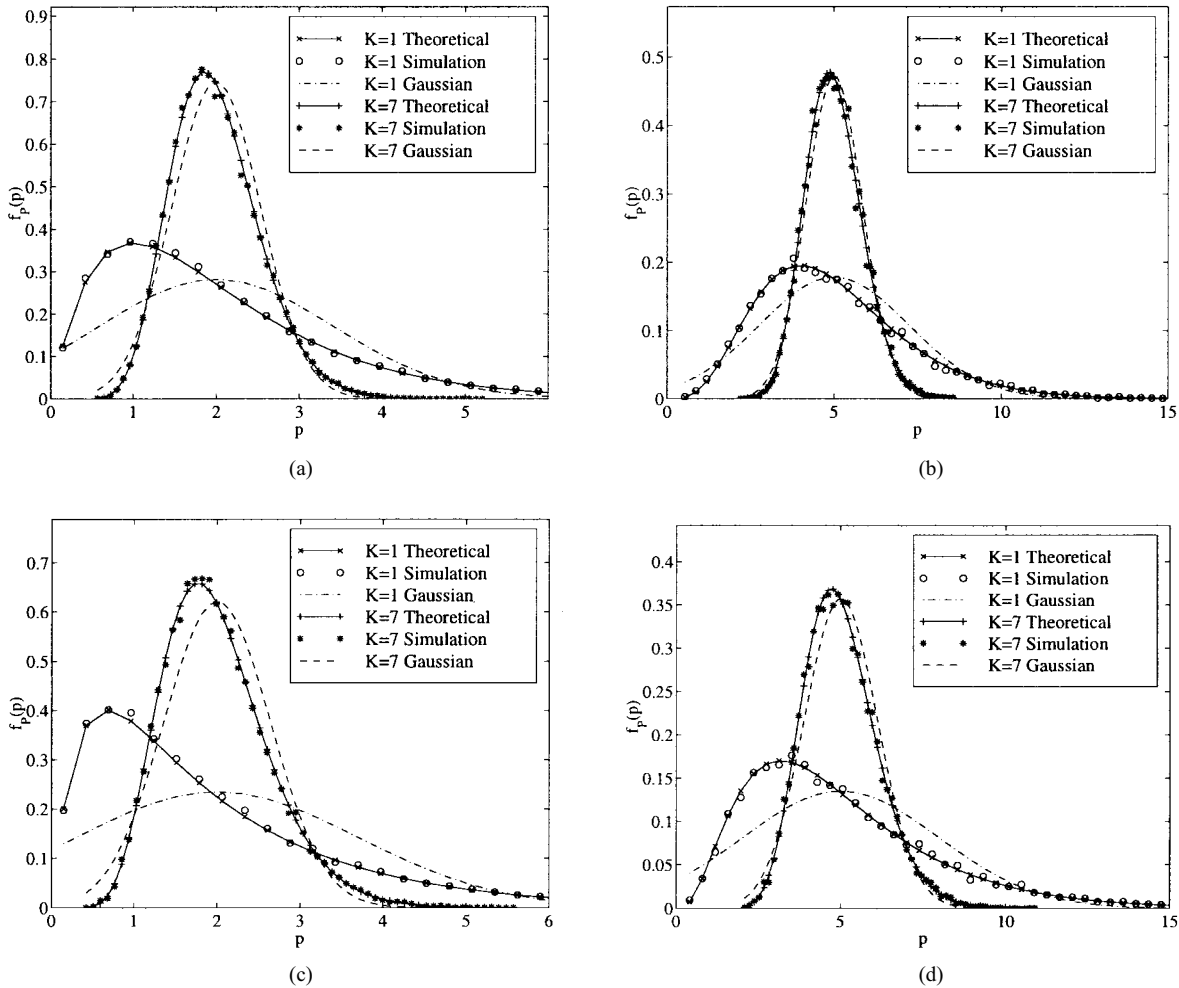 0.9
0.8
0.7
0.6
0.5
0.4
0.3
0.2
0.1
0
f_P(p)
K=1 Theoretical
K=1 Simulation
K=1 Gaussian
K=7 Theoretical
K=7 Simulation
K=7 Gaussian
0 1 2 3 4 5
p
(a)
0.5
0.4
0.3
0.2
0.1
0
f_P(p)
K=1 Theoretical
K=1 Simulation
K=1 Gaussian
K=7 Theoretical
K=7 Simulation
K=7 Gaussian
0 5 10 15
p
(b)
0.7
0.6
0.5
0.4
0.3
0.2
0.1
0
f_P(p)
K=1 Theoretical
K=1 Simulation
K=1 Gaussian
K=7 Theoretical
K=7 Simulation
K=7 Gaussian
0 1 2 3 4 5 6
p
(c)
0.4
0.35
0.3
0.25
0.2
0.15
0.1
0.05
0
f_P(p)
K=1 Theoretical
K=1 Simulation
K=1 Gaussian
K=7 Theoretical
K=7 Simulation
K=7 Gaussian
0 5 10 15
p
(d)